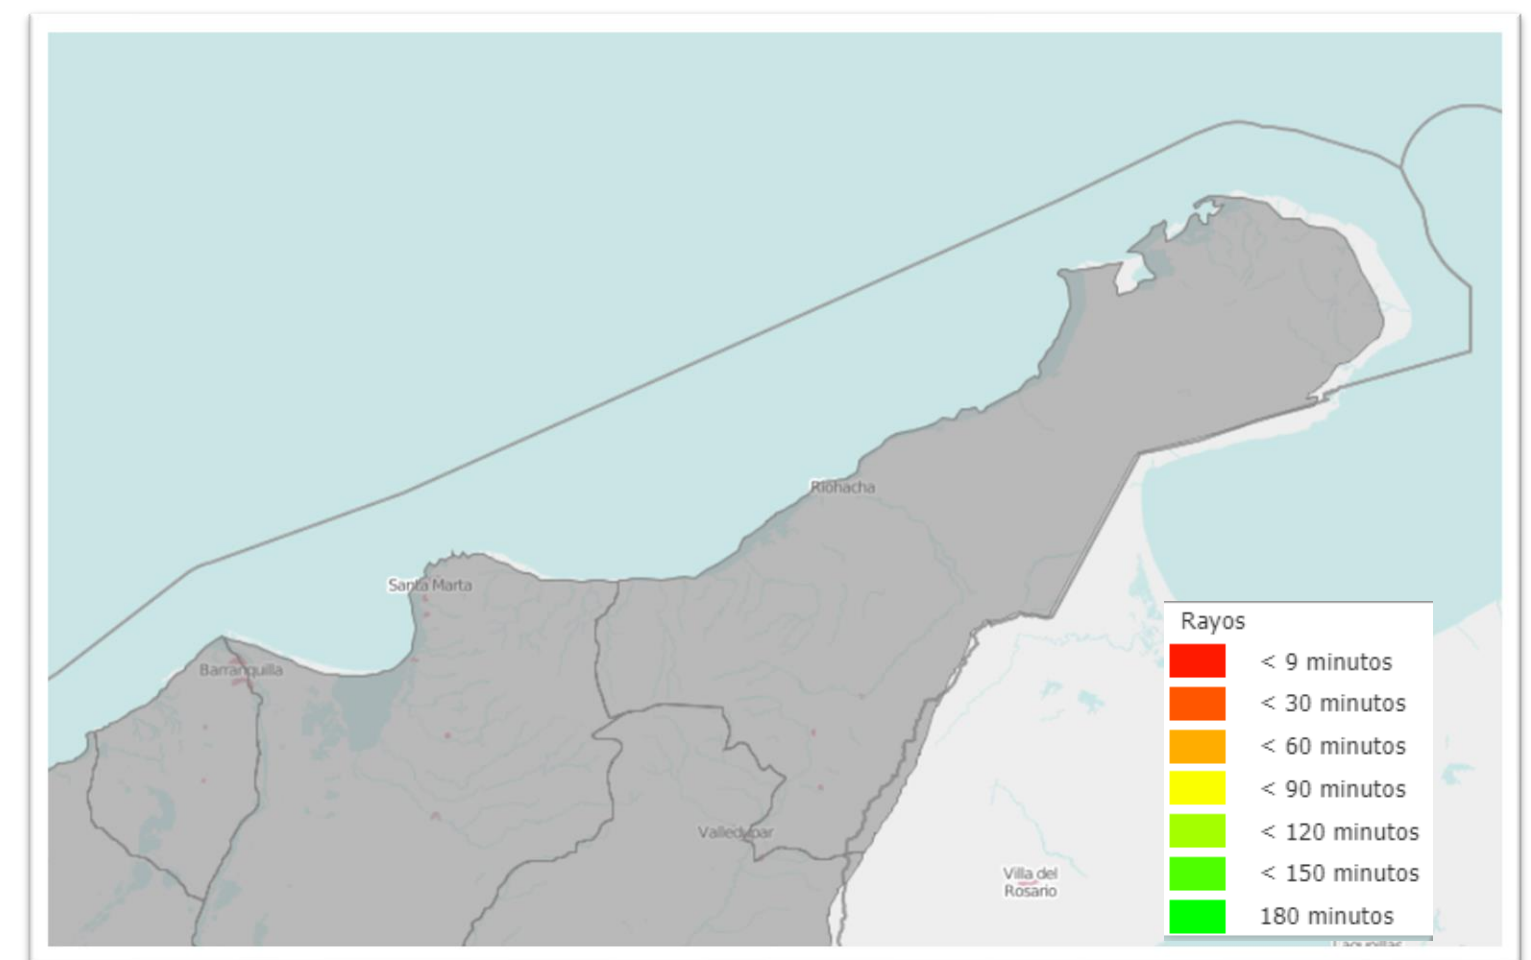 Riohacha
Santa Marta
Barranquilla
Valledupar
Villa del
Rosario
Rayos
< 9 minutos
< 30 minutos
< 60 minutos
< 90 minutos
< 120 minutos
< 150 minutos
180 minutos